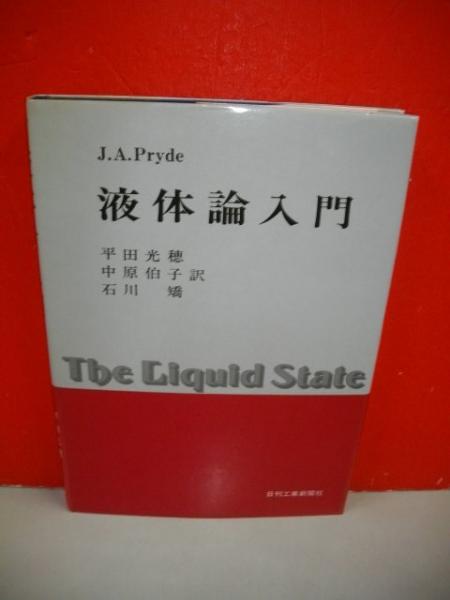 J.A.Pryde
液体論入門
平田光穂
中原伯子訳
石川 矯
The Liquid State
日刊工業新聞社